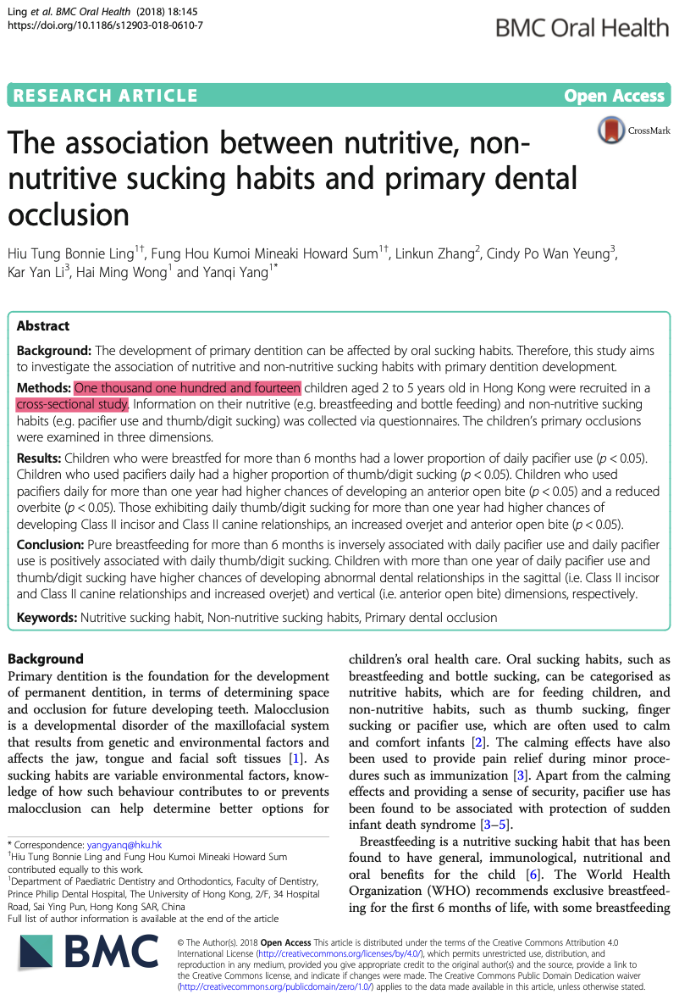 Ling et al. BMC Oral Health (2018) 18:145
https://doi.org/10.1186/s12903-018-0610-7
BMC Oral Health
RESEARCH ARTICLE
Open Access
CrossMark
The association between nutritive, non-
nutritive sucking habits and primary dental
occlusion
Hiu Tung Bonnie Ling1†, Fung Hou Kumoi Mineaki Howard Sum1†, Linkun Zhang2, Cindy Po Wan Yeung3,
Kar Yan Li3, Hai Ming Wong1 and Yanqi Yang1*
Abstract
Background: The development of primary dentition can be affected by oral sucking habits. Therefore, this study aims
to investigate the association of nutritive and non-nutritive sucking habits with primary dentition development.
Methods: One thousand one hundred and fourteen children aged 2 to 5 years old in Hong Kong were recruited in a
cross-sectional study. Information on their nutritive (e.g. breastfeeding and bottle feeding) and non-nutritive sucking
habits (e.g. pacifier use and thumb/digit sucking) was collected via questionnaires. The children's primary occlusions
were examined in three dimensions.
Results: Children who were breastfed for more than 6 months had a lower proportion of daily pacifier use (p < 0.05).
Children who used pacifiers daily had a higher proportion of thumb/digit sucking (p < 0.05). Children who used
pacifiers daily for more than one year had higher chances of developing an anterior open bite (p < 0.05) and a reduced
overbite (p < 0.05). Those exhibiting daily thumb/digit sucking for more than one year had higher chances of
developing Class II incisor and Class II canine relationships, an increased overjet and anterior open bite (p < 0.05).
Conclusion: Pure breastfeeding for more than 6 months is inversely associated with daily pacifier use and daily pacifier
use is positively associated with daily thumb/digit sucking. Children with more than one year of daily pacifier use and
thumb/digit sucking have higher chances of developing abnormal dental relationships in the sagittal (i.e. Class II incisor
and Class II canine relationships and increased overjet) and vertical (i.e. anterior open bite) dimensions, respectively.
Keywords: Nutritive sucking habit, Non-nutritive sucking habits, Primary dental occlusion
Background
Primary dentition is the foundation for the development
of permanent dentition, in terms of determining space
and occlusion for future developing teeth. Malocclusion
is a developmental disorder of the maxillofacial system
that results from genetic and environmental factors and
affects the jaw, tongue and facial soft tissues [1]. As
sucking habits are variable environmental factors, know-
ledge of how such behaviour contributes to or prevents
malocclusion can help determine better options for
children's oral health care. Oral sucking habits, such as
breastfeeding and bottle sucking, can be categorised as
nutritive habits, which are for feeding children, and
non-nutritive habits, such as thumb sucking, finger
sucking or pacifier use, which are often used to calm
and comfort infants [2]. The calming effects have also
been used to provide pain relief during minor proce-
dures such as immunization [3]. Apart from the calming
effects and providing a sense of security, pacifier use has
been found to be associated with protection of sudden
infant death syndrome [3–5].
Breastfeeding is a nutritive sucking habit that has been
found to have general, immunological, nutritional and
oral benefits for the child [6]. The World Health
Organization (WHO) recommends exclusive breastfeed-
ing for the first 6 months of life, with some breastfeeding
* Correspondence: yangyanq@hku.hk
†Hiu Tung Bonnie Ling and Fung Hou Kumoi Mineaki Howard Sum
contributed equally to this work.
1Department of Paediatric Dentistry and Orthodontics, Faculty of Dentistry,
Prince Philip Dental Hospital, The University of Hong Kong, 2/F, 34 Hospital
Road, Sai Ying Pun, Hong Kong SAR, China
Full list of author information is available at the end of the article
BMC
© The Author(s). 2018 Open Access This article is distributed under the terms of the Creative Commons Attribution 4.0
International License (http://creativecommons.org/licenses/by/4.0/), which permits unrestricted use, distribution, and
reproduction in any medium, provided you give appropriate credit to the original author(s) and the source, provide a link to
the Creative Commons license, and indicate if changes were made. The Creative Commons Public Domain Dedication waiver
(http://creativecommons.org/publicdomain/zero/1.0/) applies to the data made available in this article, unless otherwise stated.